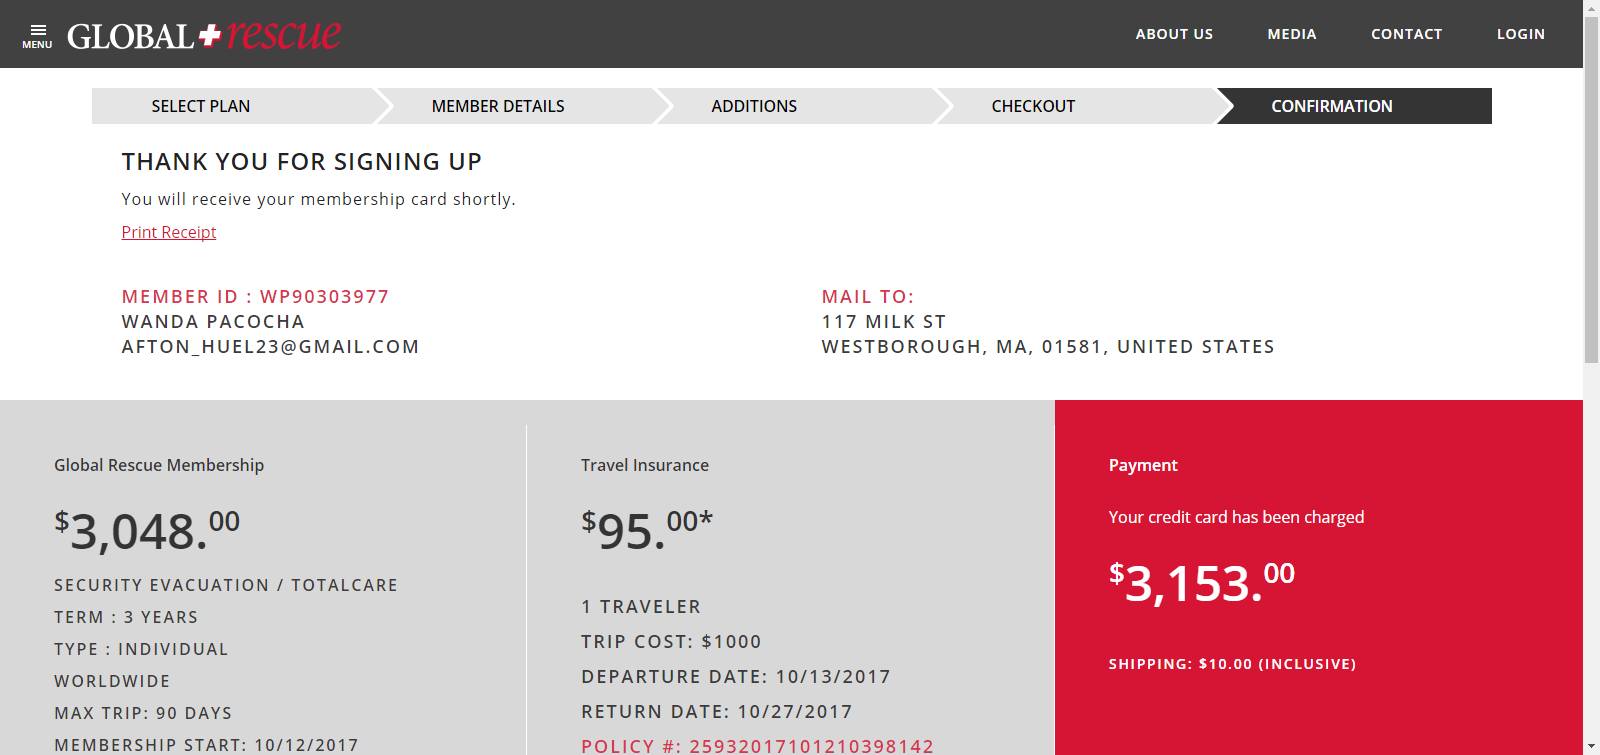 MENU
GLOBAL rescue
ABOUT US
MEDIA
CONTACT
LOGIN
SELECT PLAN
MEMBER DETAILS
ADDITIONS
CHECKOUT
CONFIRMATION
THANK YOU FOR SIGNING UP
You will receive your membership card shortly.
Print Receipt
MEMBER ID : WP90303977
WANDA PACOCHA
AFTON_HUEL23@GMAIL.COM
MAIL TO:
117 MILK ST
WESTBOROUGH, MA, 01581, UNITED STATES
Global Rescue Membership
$3,048.00
SECURITY EVACUATION / TOTALCARE
TERM : 3 YEARS
TYPE : INDIVIDUAL
WORLDWIDE
MAX TRIP: 90 DAYS
MEMBERSHIP START: 10/12/2017
Travel Insurance
$95.00*
1 TRAVELER
TRIP COST: $1000
DEPARTURE DATE: 10/13/2017
RETURN DATE: 10/27/2017
POLICY #: 25932017101210398142
Payment
Your credit card has been charged
$3,153.00
SHIPPING: $10.00 (INCLUSIVE)